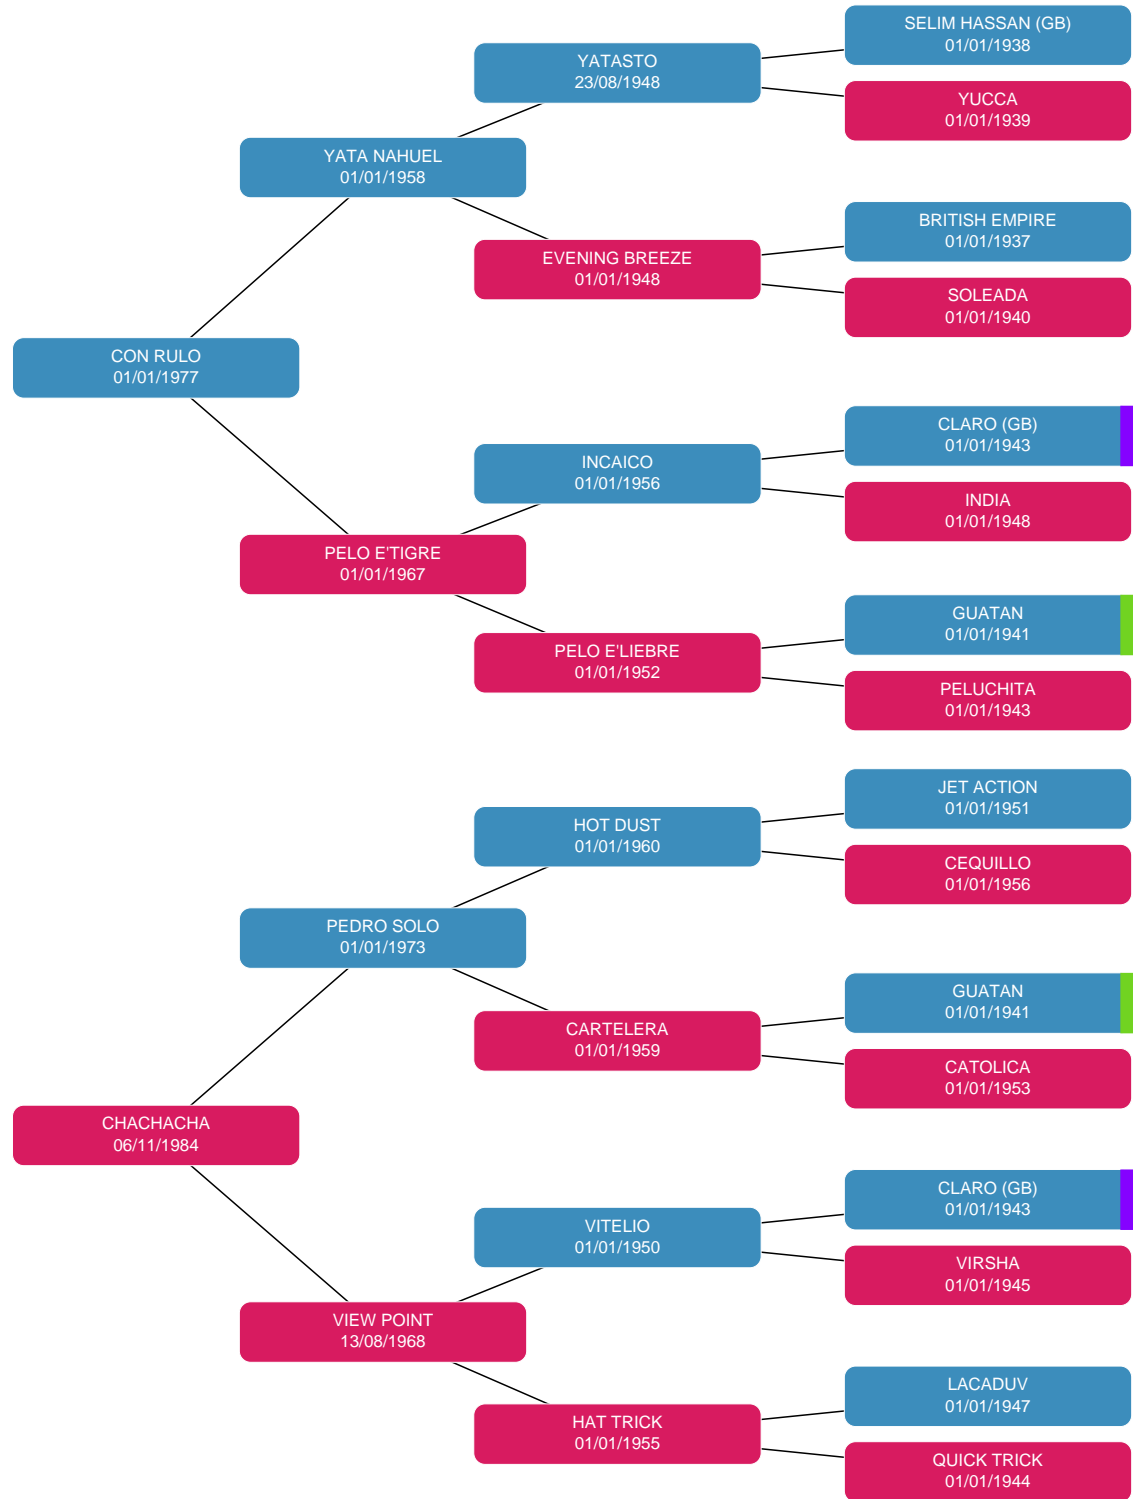 SELIM HASSAN (GB)
01/01/1938
YATASTO
23/08/1948
YUCCA
01/01/1939
YATA NAHUEL
01/01/1958
BRITISH EMPIRE
01/01/1937
EVENING BREEZE
01/01/1948
SOLEADA
01/01/1940
CON RULO
01/01/1977
CLARO (GB)
01/01/1943
INCAICO
01/01/1956
INDIA
01/01/1948
PELO E'TIGRE
01/01/1967
GUATAN
01/01/1941
PELO E'LIEBRE
01/01/1952
PELUCHITA
01/01/1943
JET ACTION
01/01/1951
HOT DUST
01/01/1960
CEQUILLO
01/01/1956
PEDRO SOLO
01/01/1973
GUATAN
01/01/1941
CARTELERA
01/01/1959
CATOLICA
01/01/1953
CHACHACHA
06/11/1984
CLARO (GB)
01/01/1943
VITELIO
01/01/1950
VIRSHA
01/01/1945
VIEW POINT
13/08/1968
LACADUV
01/01/1947
HAT TRICK
01/01/1955
QUICK TRICK
01/01/1944